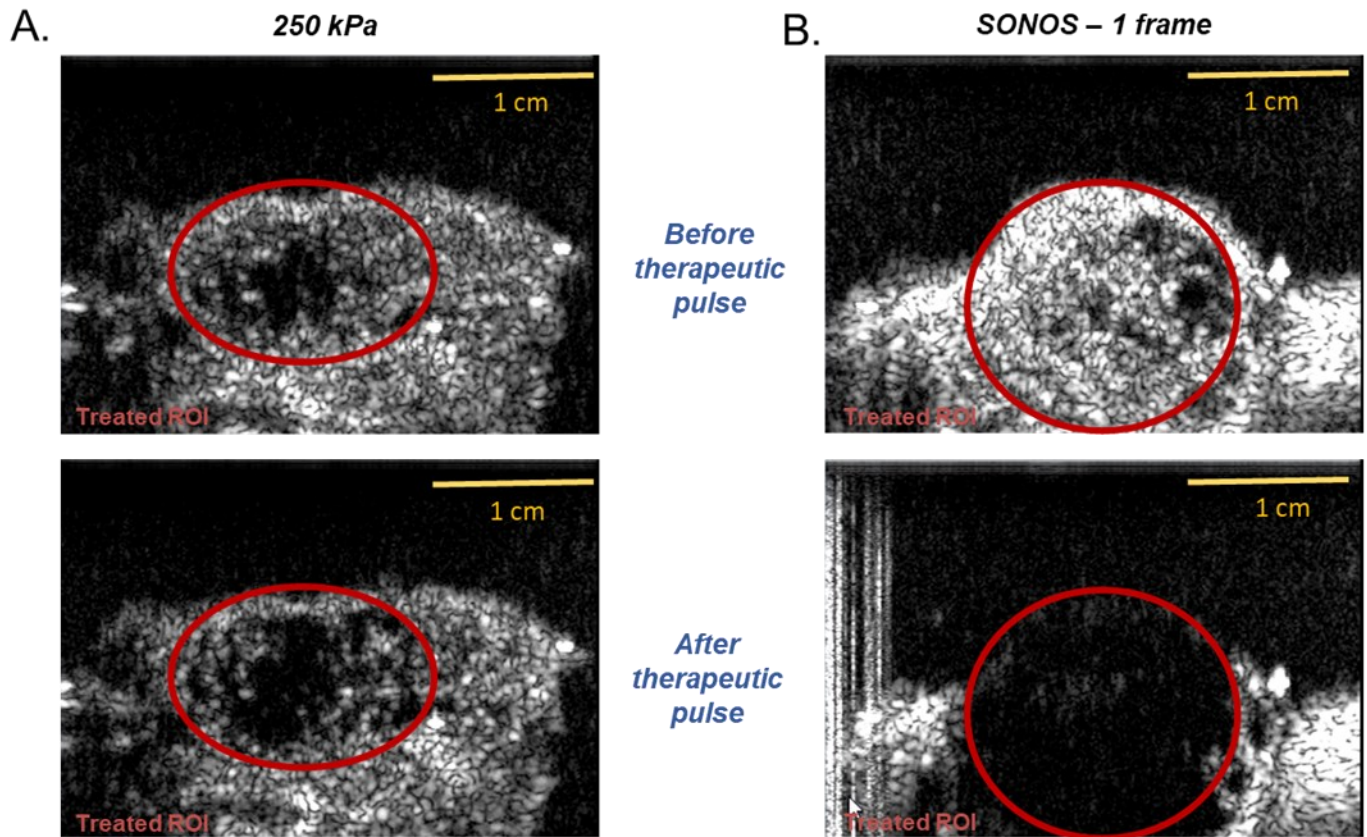 A.
250 kPa
B.
SONOS – 1 frame
1 cm
1 cm
Before
therapeutic
pulse
Treated ROI
Treated ROI
1 cm
1 cm
After
therapeutic
pulse
Treated ROI
Treated ROI